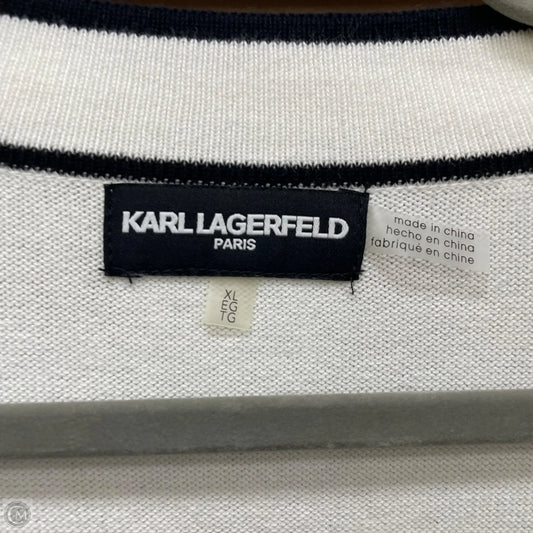 KARL LAGERFELD
PARIS
made in china
hecho en china
fabriqué en chine
XL
EG
TG